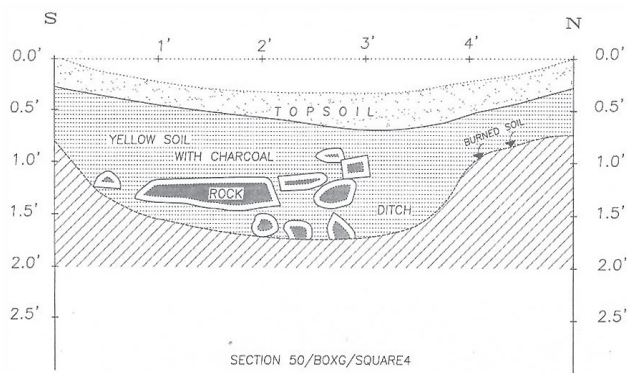 S N
1' 2' 3' 4'
0.0' 0.0'
TOPSOIL
0.5' 0.5'
BURNED SOIL
YELLOW SOIL
WITH CHARCOAL
1.0' 1.0'
ROCK
DITCH
1.5' 1.5'
2.0' 2.0'
2.5' 2.5'
SECTION 50/BOXG/SQUARE4